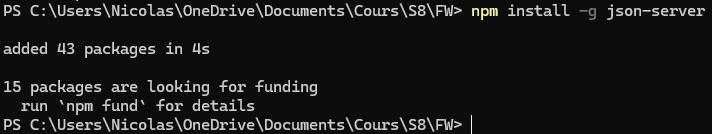 PS C:\Users\Nicolas\OneDrive\Documents\Cours\S8\FW> npm install -g json-server
added 43 packages in 4s
15 packages are looking for funding
  run `npm fund` for details
PS C:\Users\Nicolas\OneDrive\Documents\Cours\S8\FW>